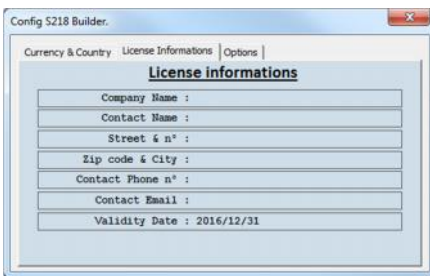 Config S218 Builder.
Currency & Country License Informations Options
License informations
Company Name :
Contact Name :
Street & n° :
Zip code & City :
Contact Phone n° :
Contact Email :
Validity Date : 2016/12/31